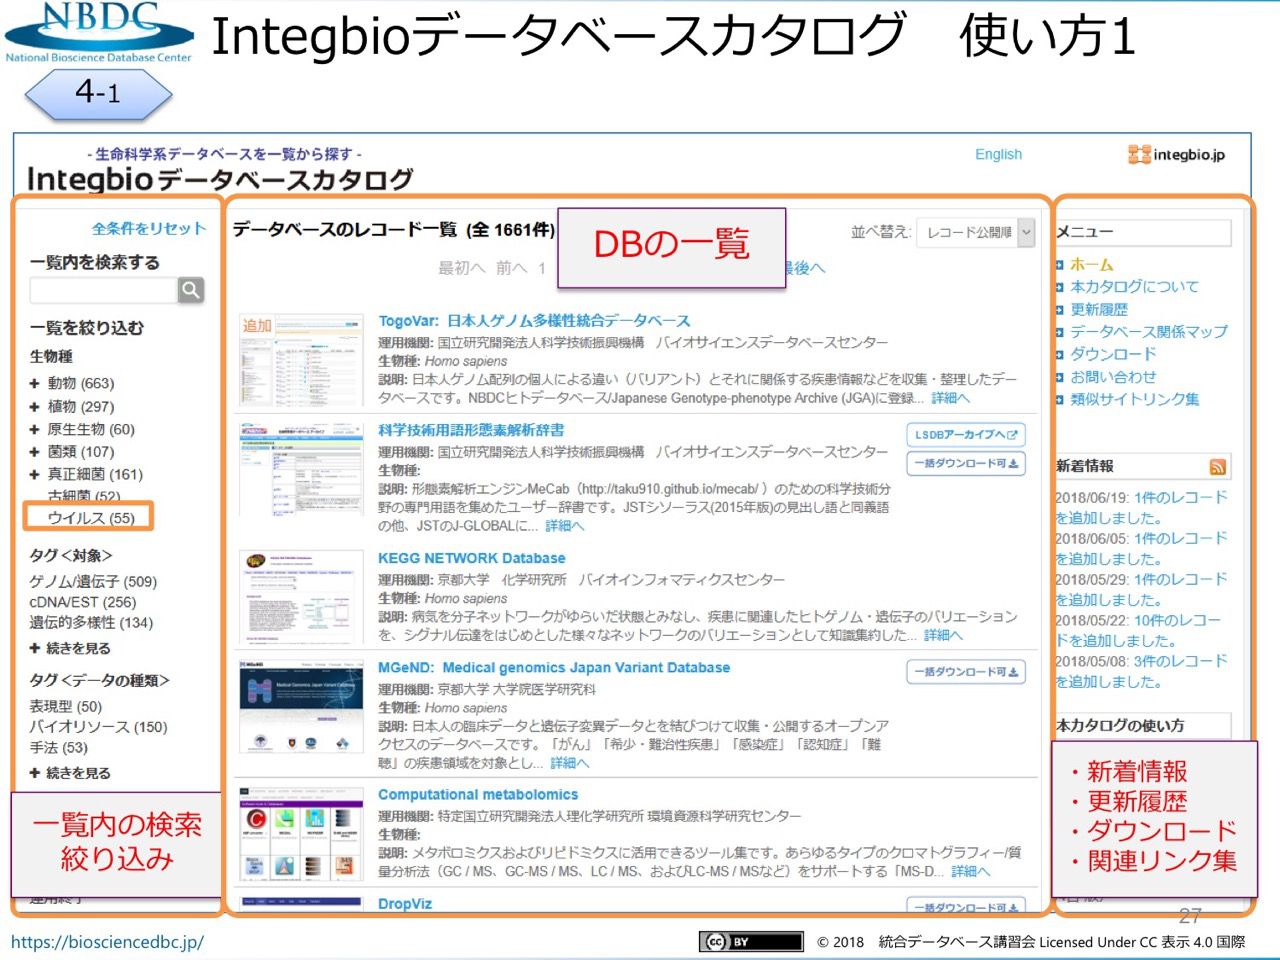 NBDC
National Bioscience Database Center
Integbioデータベースカタログ　使い方1
4-1
- 生命科学系データベースを一覧から探す -
Integbioデータベースカタログ
English
integbio.jp
全条件をリセット
一覧内を検索する
一覧を絞り込む
生物種
+ 動物 (663)
+ 植物 (297)
+ 原生生物 (60)
+ 菌類 (107)
+ 真正細菌 (161)
古細菌 (52)
ウイルス (55)
タグ<対象>
ゲノム/遺伝子 (509)
cDNA/EST (256)
遺伝的多様性 (134)
+ 続きを見る
タグ<データの種類>
表現型 (50)
バイオリソース (150)
手法 (53)
+ 続きを見る
一覧内の検索
絞り込み
運用終了
データベースのレコード一覧 (全 1661件)
DBの一覧
並べ替え: レコード公開順
最初へ 前へ 1
最後へ
追加
TogoVar: 日本人ゲノム多様性統合データベース
運用機関: 国立研究開発法人科学技術振興機構　バイオサイエンスデータベースセンター
生物種: Homo sapiens
説明: 日本人ゲノム配列の個人による違い（バリアント）とそれに関係する疾患情報などを収集・整理したデー
タベースです。NBDCヒトデータベース/Japanese Genotype-phenotype Archive (JGA)に登録... 詳細へ
科学技術用語形態素解析辞書
LSDBアーカイブへ
運用機関: 国立研究開発法人科学技術振興機構　バイオサイエンスデータベースセンター
一括ダウンロード可
生物種:
説明: 形態素解析エンジンMeCab（http://taku910.github.io/mecab/ ）のための科学技術分
野の専門用語を集めたユーザー辞書です。JSTシソーラス(2015年版)の見出し語と同義語
の他、JSTのJ-GLOBALに... 詳細へ
KEGG NETWORK Database
運用機関: 京都大学　化学研究所　バイオインフォマティクスセンター
生物種: Homo sapiens
説明: 病気を分子ネットワークがゆらいだ状態とみなし、疾患に関連したヒトゲノム・遺伝子のバリエーション
を、シグナル伝達をはじめとした様々なネットワークのバリエーションとして知識集約した... 詳細へ
MGeND: Medical genomics Japan Variant Database
一括ダウンロード可
運用機関: 京都大学 大学院医学研究科
生物種: Homo sapiens
説明: 日本人の臨床データと遺伝子変異データとを結びつけて収集・公開するオープンア
クセスのデータベースです。「がん」「希少・難治性疾患」「感染症」「認知症」「難
聴」の疾患領域を対象とし... 詳細へ
Computational metabolomics
運用機関: 特定国立研究開発法人理化学研究所 環境資源科学研究センター
生物種:
説明: メタボロミクスおよびリピドミクスに活用できるツール集です。あらゆるタイプのクロマトグラフィー/質
量分析法（GC / MS、GC-MS / MS、LC / MS、およびLC-MS / MSなど）をサポートする「MS-D... 詳細へ
DropViz
一括ダウンロード可
メニュー
ホーム
本カタログについて
更新履歴
データベース関係マップ
ダウンロード
お問い合わせ
類似サイトリンク集
新着情報
2018/06/19: 1件のレコード
を追加しました。
2018/06/05: 1件のレコード
を追加しました。
2018/05/29: 1件のレコード
を追加しました。
2018/05/22: 10件のレコー
ドを追加しました。
2018/05/08: 3件のレコード
を追加しました。
本カタログの使い方
・新着情報
・更新履歴
・ダウンロード
・関連リンク集
27
https://biosciencedbc.jp/
CC BY
© 2018　統合データベース講習会 Licensed Under CC 表示 4.0 国際